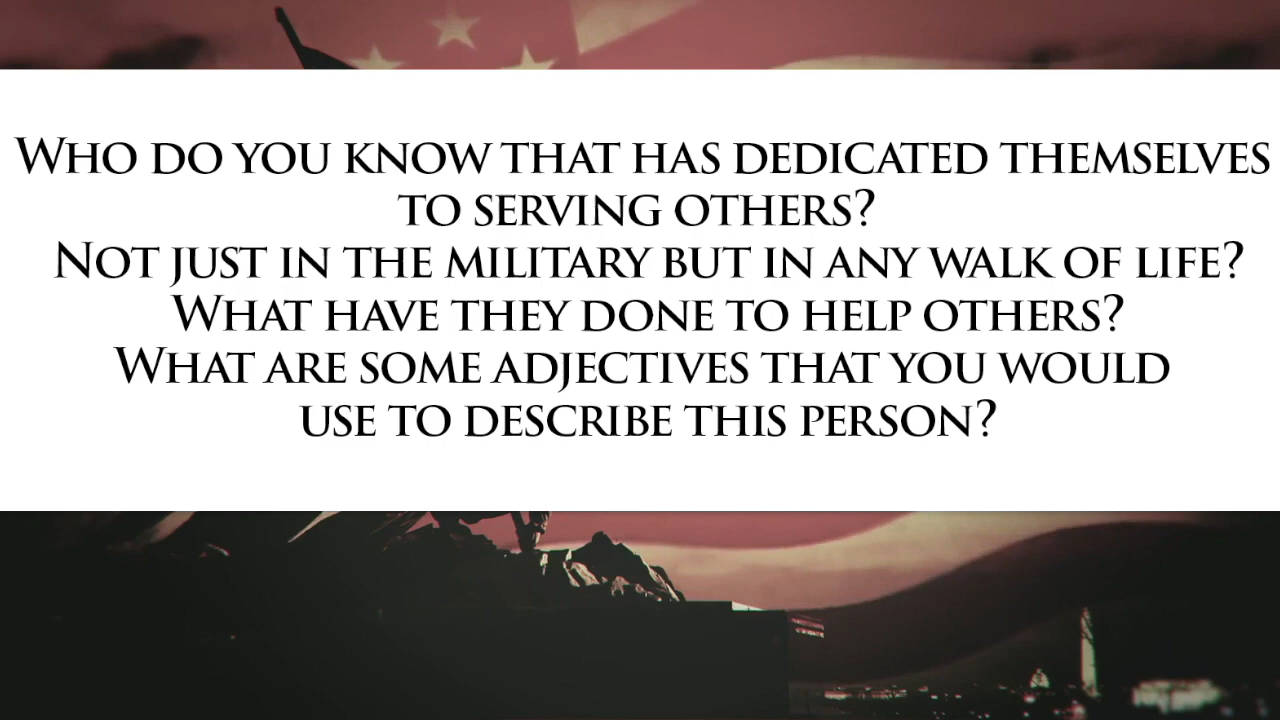 Who do you know that has dedicated themselves
to serving others?
Not just in the military but in any walk of life?
What have they done to help others?
What are some adjectives that you would
use to describe this person?